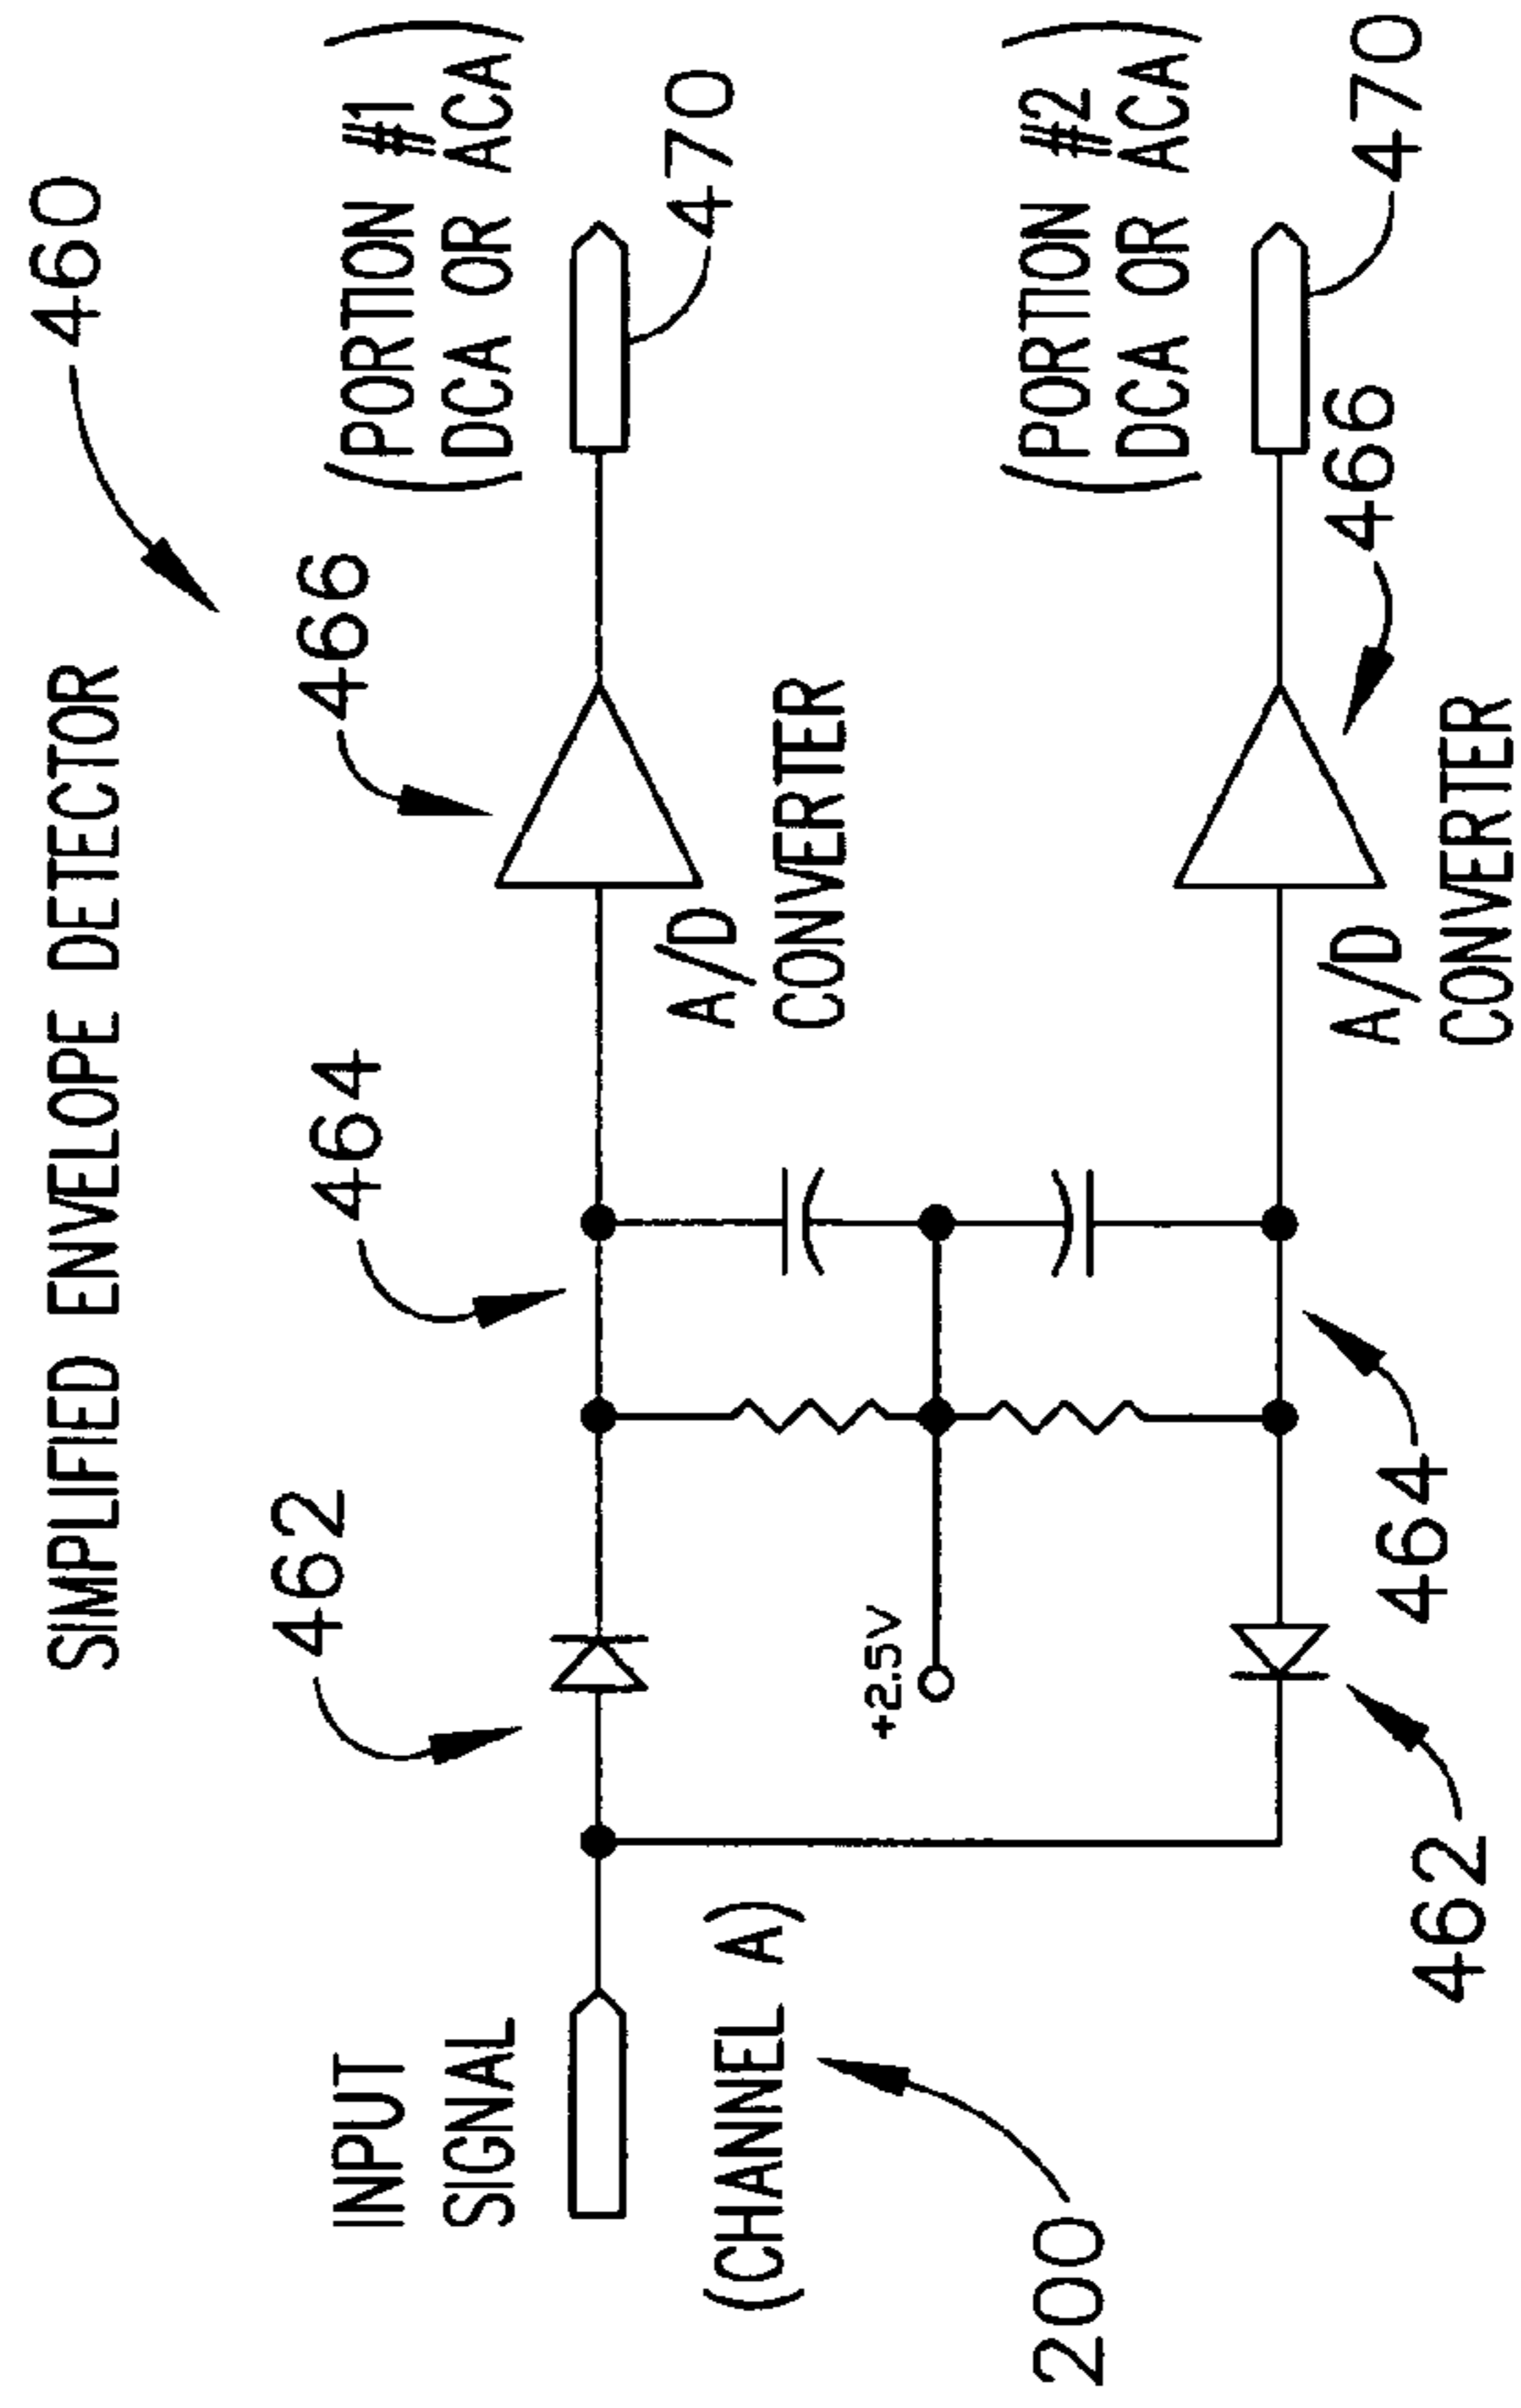 SIMPLIFIED ENVELOPE DETECTOR
460
INPUT
SIGNAL
(CHANNEL A)
200
462
464
466
(PORTION #1)
(DCA OR ACA)
470
A/D
CONVERTER
+2.5V
462
464
A/D
CONVERTER
466
(PORTION #2)
(DCA OR ACA)
470